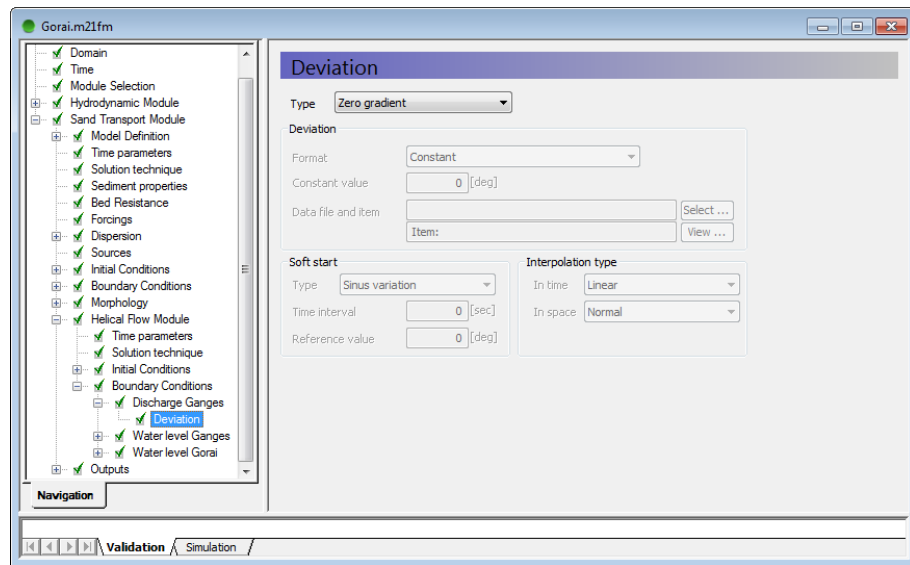 Gorai.m21fm
Domain
Time
Module Selection
Hydrodynamic Module
Sand Transport Module
Model Definition
Time parameters
Solution technique
Sediment properties
Bed Resistance
Forcings
Dispersion
Sources
Initial Conditions
Boundary Conditions
Morphology
Helical Flow Module
Time parameters
Solution technique
Initial Conditions
Boundary Conditions
Discharge Ganges
Deviation
Water level Ganges
Water level Gorai
Outputs
Navigation
Deviation
Type Zero gradient
Deviation
Format Constant
Constant value 0 [deg]
Data file and item Select ...
Item: View ...
Soft start Interpolation type
Type Sinus variation In time Linear
Time interval 0 [sec] In space Normal
Reference value 0 [deg]
Validation Simulation